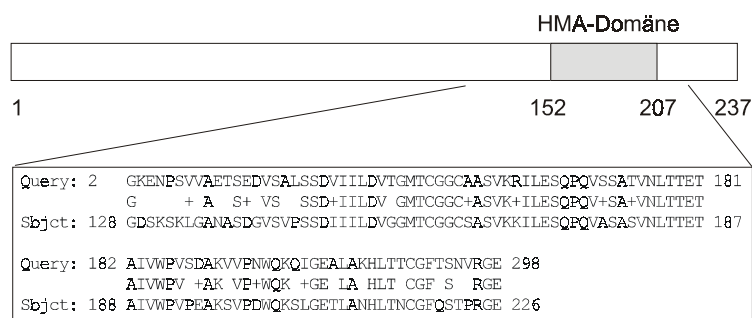 HMA-Domäne
1 152 207 237
Query: 2 GKENPSVVAETSEDVSALSSDVIILDVTGMTCGGCAASVKRILESQPQVSSATVNLTTET 181
G + A S+ VS SSD+IILDV GMTCGGC+ASVK+ILESQPQV+SA+VNLTTET
Sbjct: 128 GDSKSKLGANASDGVSVPSSDIIILDVGGMTCGGCSASVKKILESQPQVASASVNLTTET 187
Query: 182 AIVWPVSDAKVVPNWQKQIGEALAKHLTTCGFTSNVRGE 298
AIVWPV +AK VP+WQK +GE LA HLT CGF S RGE
Sbjct: 188 AIVWPVPEAKSVPDWQKSLGETLANHLTNCGFQSTPRGE 226